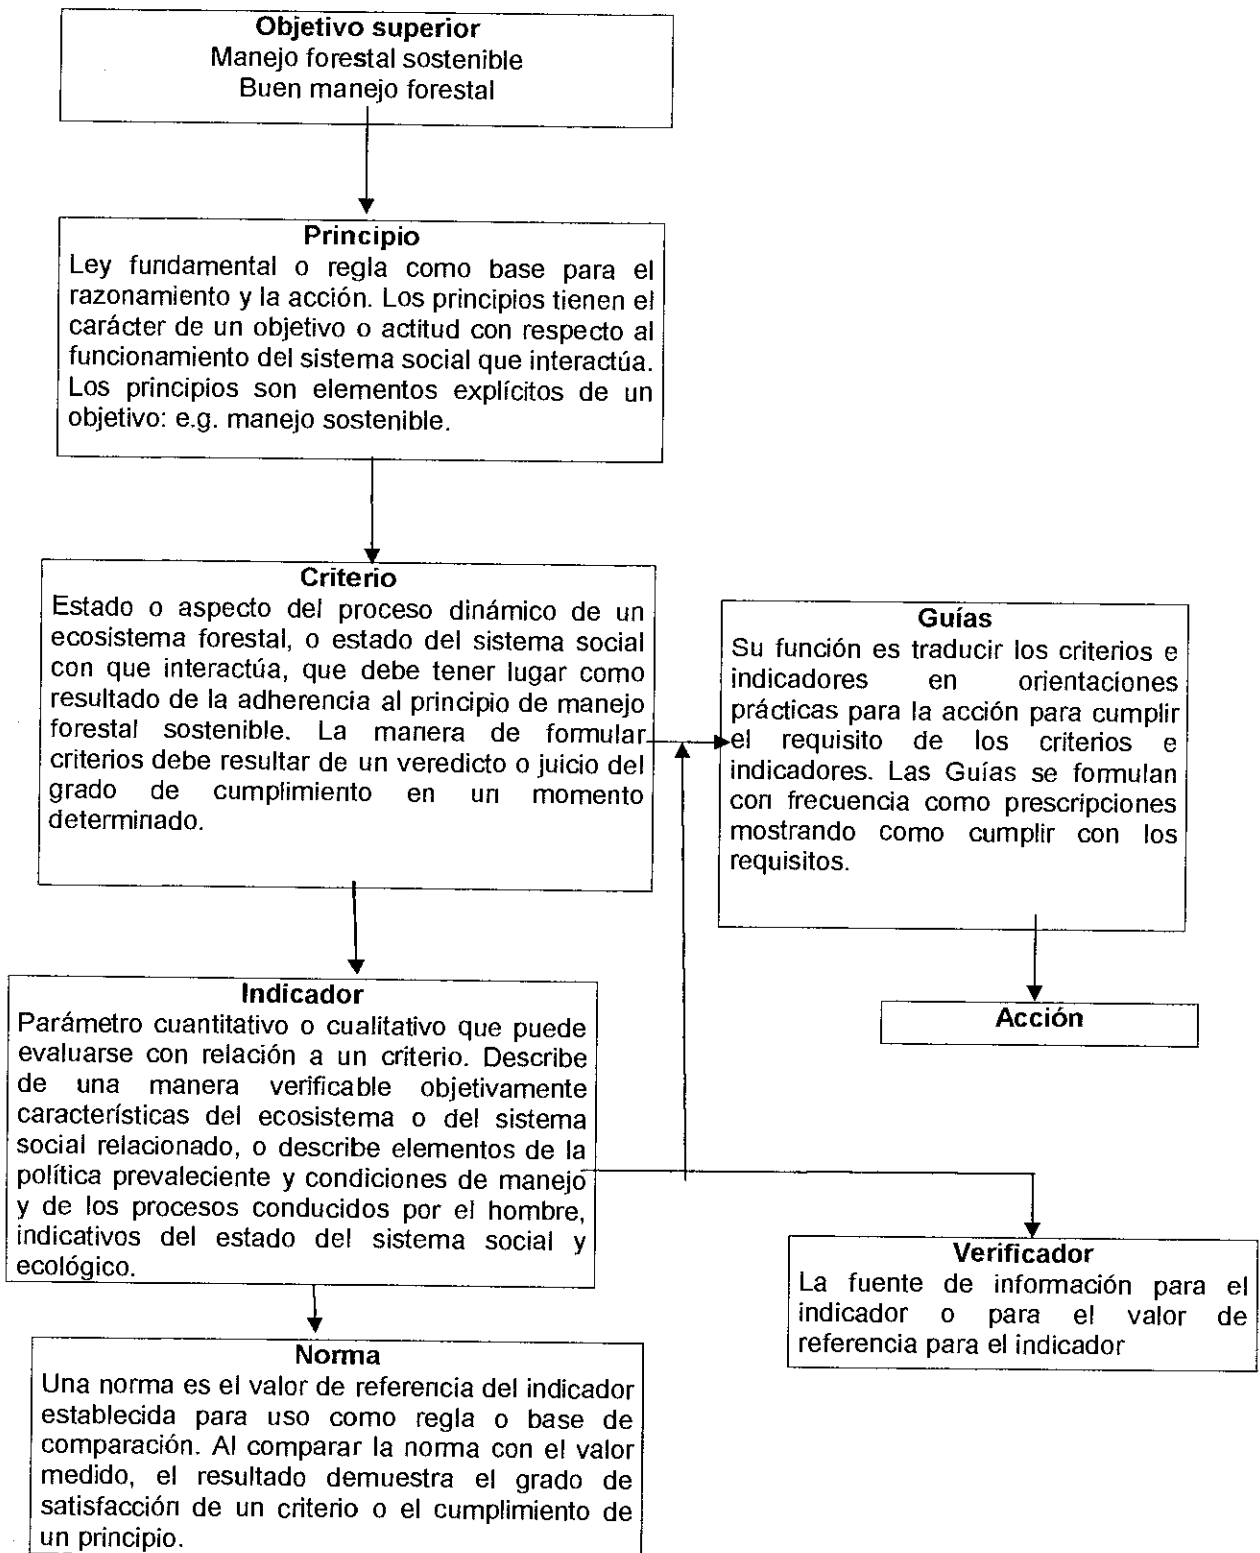 Objetivo superior
Manejo forestal sostenible
Buen manejo forestal
Principio
Ley fundamental o regla como base para el
razonamiento y la acción. Los principios tienen el
carácter de un objetivo o actitud con respecto al
funcionamiento del sistema social que interactúa.
Los principios son elementos explícitos de un
objetivo: e.g. manejo sostenible.
Criterio
Estado o aspecto del proceso dinámico de un
ecosistema forestal, o estado del sistema social
con que interactúa, que debe tener lugar como
resultado de la adherencia al principio de manejo
forestal sostenible. La manera de formular
criterios debe resultar de un veredicto o juicio del
grado de cumplimiento en un momento
determinado.
Guías
Su función es traducir los criterios e
indicadores en orientaciones
prácticas para la acción para cumplir
el requisito de los criterios e
indicadores. Las Guías se formulan
con frecuencia como prescripciones
mostrando como cumplir con los
requisitos.
Acción
Indicador
Parámetro cuantitativo o cualitativo que puede
evaluarse con relación a un criterio. Describe
de una manera verificable objetivamente
características del ecosistema o del sistema
social relacionado, o describe elementos de la
política prevaleciente y condiciones de manejo
y de los procesos conducidos por el hombre,
indicativos del estado del sistema social y
ecológico.
Verificador
La fuente de información para el
indicador o para el valor de
referencia para el indicador
Norma
Una norma es el valor de referencia del indicador
establecida para uso como regla o base de
comparación. Al comparar la norma con el valor
medido, el resultado demuestra el grado de
satisfacción de un criterio o el cumplimiento de
un principio.